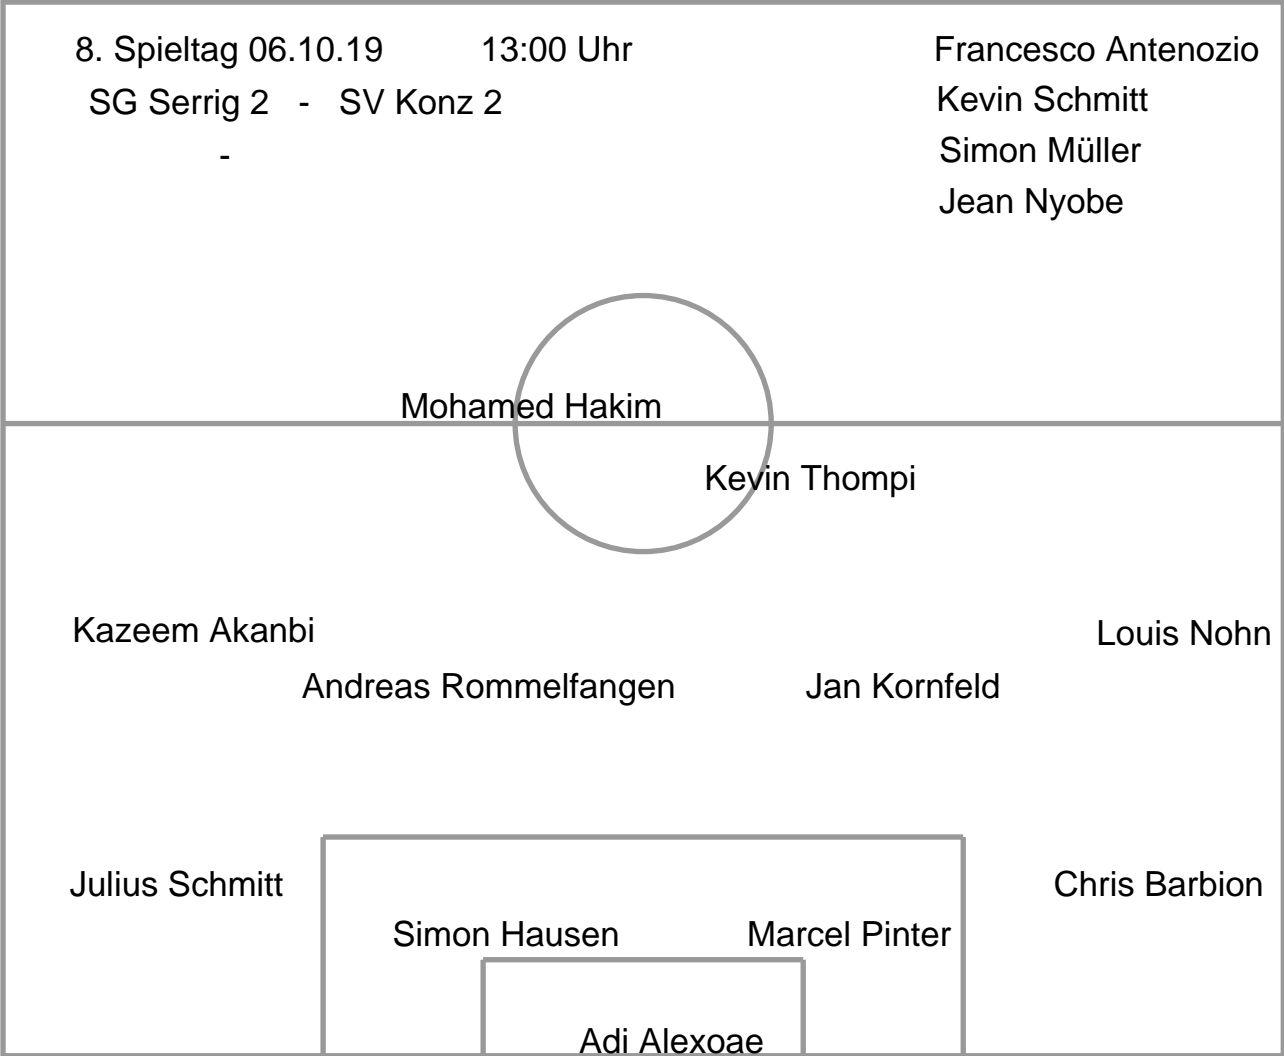 8. Spieltag 06.10.19 13:00 Uhr
SG Serrig 2 - SV Konz 2
-
Francesco Antenozio
Kevin Schmitt
Simon Müller
Jean Nyobe
Mohamed Hakim
Kevin Thompi
Kazeem Akanbi
Louis Nohn
Andreas Rommelfangen
Jan Kornfeld
Julius Schmitt
Chris Barbion
Simon Hausen
Marcel Pinter
Adi Alexoae